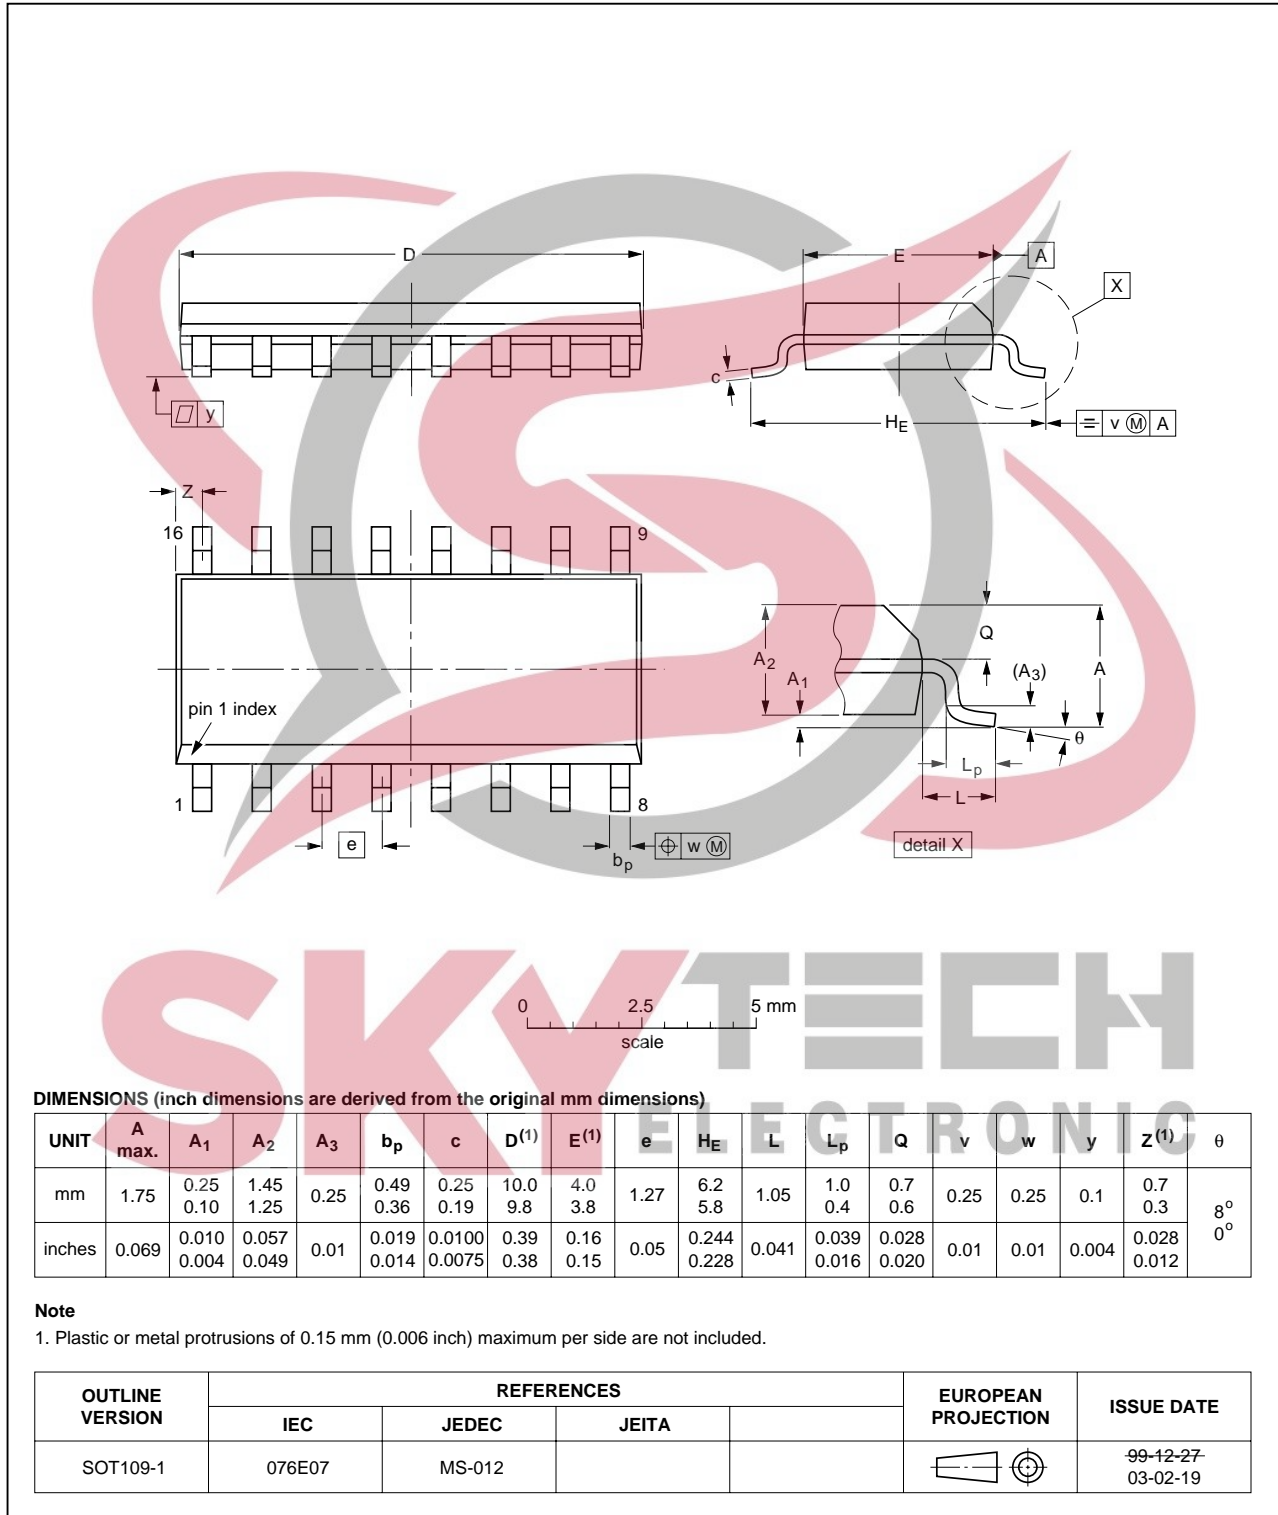 D
E
A
X
c
y
HE
v M A
Z
16
9
pin 1 index
1
8
e
bp
w M
A2
A1
Q
(A3)
A
θ
Lp
L
detail X
0 2.5 5 mm
scale
SKYTECH
ELECTRONIC
DIMENSIONS (inch dimensions are derived from the original mm dimensions)
UNIT A max. A1 A2 A3 bp c D(1) E(1) e HE L Lp Q v w y Z(1) θ
mm 1.75 0.25 0.10 1.45 1.25 0.25 0.49 0.36 0.25 0.19 10.0 9.8 4.0 3.8 1.27 6.2 5.8 1.05 1.0 0.4 0.7 0.6 0.25 0.25 0.1 0.7 0.3 8° 0°
inches 0.069 0.010 0.004 0.057 0.049 0.01 0.019 0.014 0.0100 0.0075 0.39 0.38 0.16 0.15 0.05 0.244 0.228 0.041 0.039 0.016 0.028 0.020 0.01 0.01 0.004 0.028 0.012
Note
1. Plastic or metal protrusions of 0.15 mm (0.006 inch) maximum per side are not included.
OUTLINE VERSION REFERENCES EUROPEAN PROJECTION ISSUE DATE
IEC JEDEC JEITA
SOT109-1 076E07 MS-012 99-12-27
03-02-19